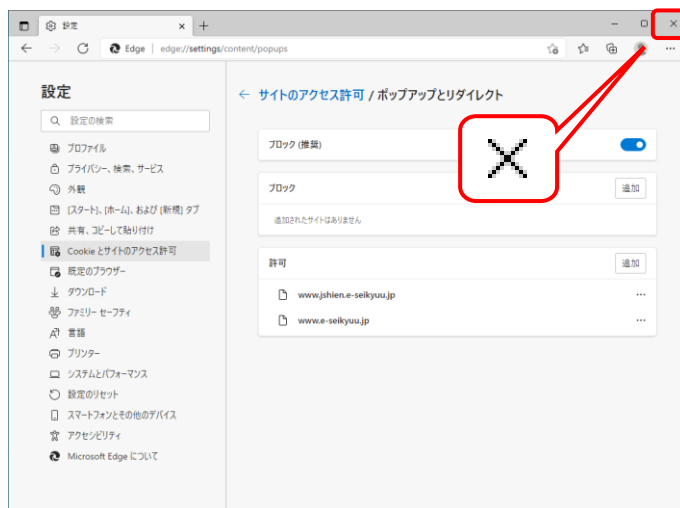 設定
Edge | edge://settings/content/popups
設定
設定の検索
プロファイル
プライバシー、検索、サービス
外観
[スタート]、[ホーム]、および [新規] タブ
共有、コピーして貼り付け
Cookie とサイトのアクセス許可
既定のブラウザー
ダウンロード
ファミリー セーフティ
言語
プリンター
システムとパフォーマンス
設定のリセット
スマートフォンとその他のデバイス
アクセシビリティ
Microsoft Edge について
サイトのアクセス許可 / ポップアップとリダイレクト
ブロック (推奨)
ブロック
追加
追加されたサイトはありません
許可
追加
www.jshien.e-seikyuu.jp
www.e-seikyuu.jp